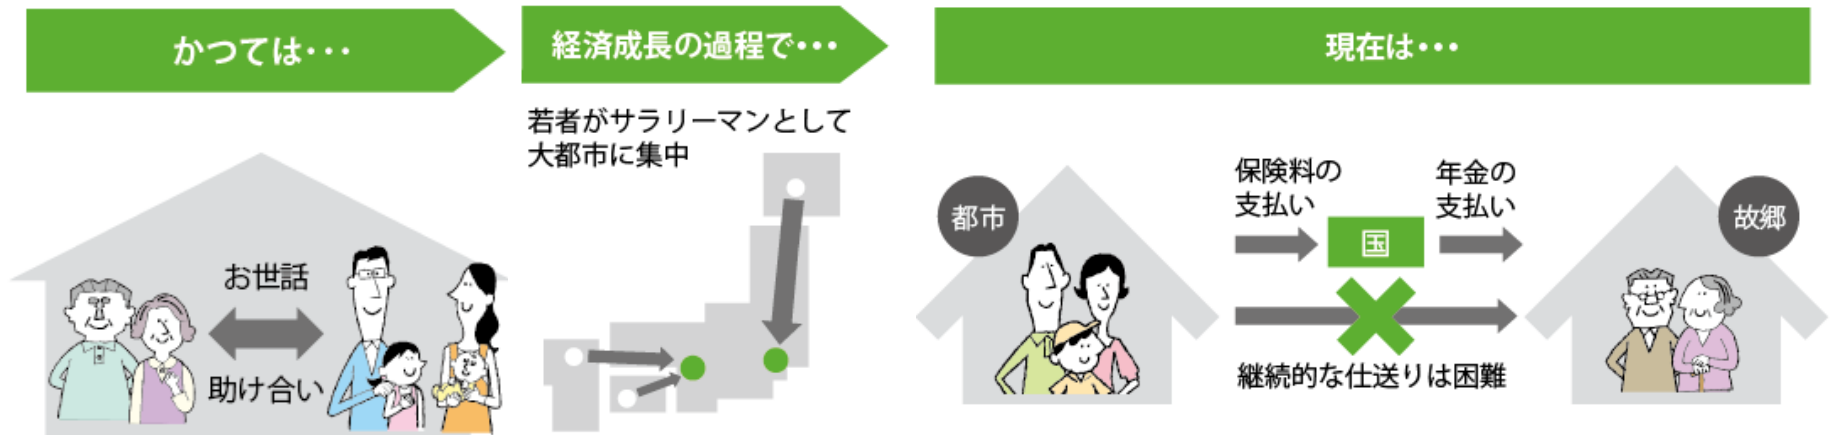 かつては･･･
経済成長の過程で･･･
現在は･･･
若者がサラリーマンとして
大都市に集中
お世話
助け合い
都市
保険料の
支払い
国
年金の
支払い
故郷
継続的な仕送りは困難